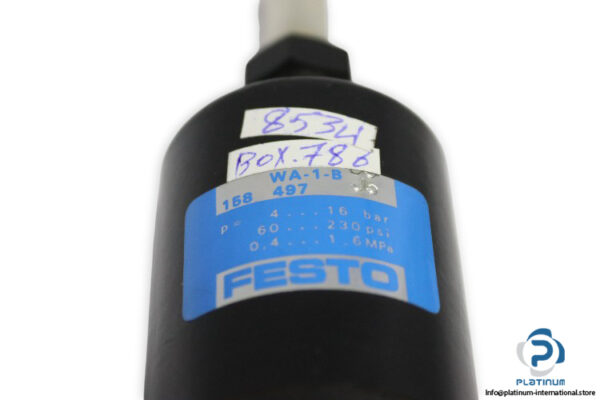 8534
BOX.786
WA-1-B
158 497
p= 4...16 bar
60...230 psi
0,4...1,6 MPa
FESTO
PLATINUM
Info@platinum-international.store